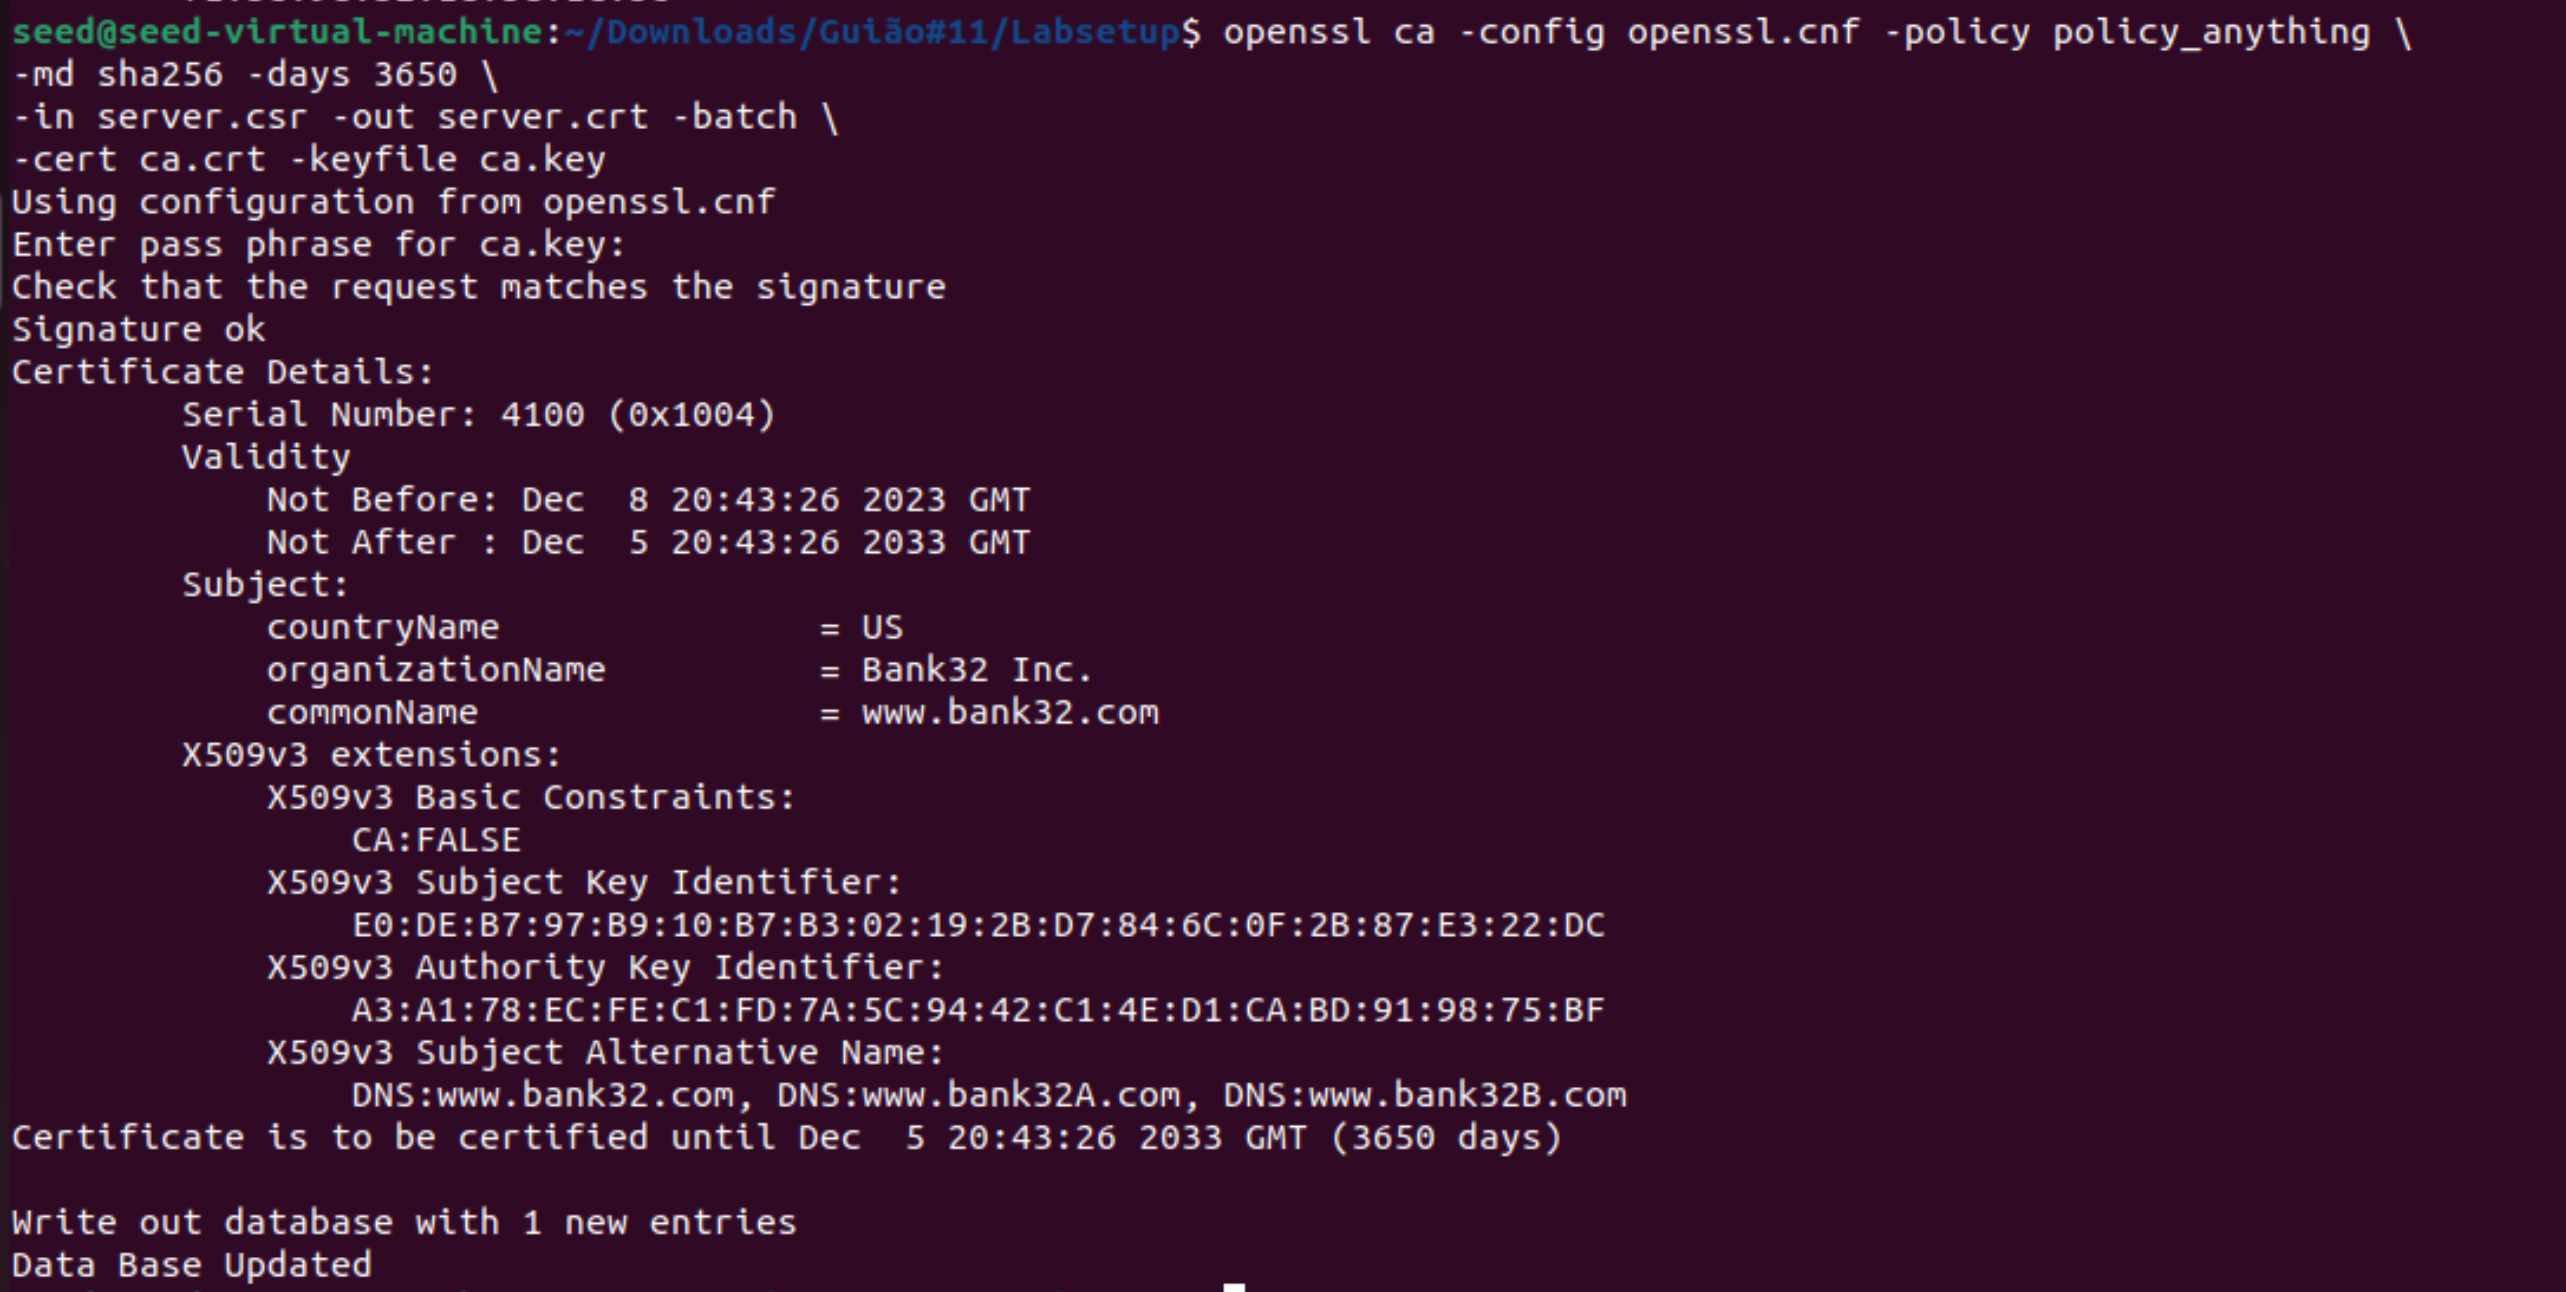 seed@seed-virtual-machine:~/Downloads/Guião#11/Labsetup$ openssl ca -config openssl.cnf -policy policy_anything \
-md sha256 -days 3650 \
-in server.csr -out server.crt -batch \
-cert ca.crt -keyfile ca.key
Using configuration from openssl.cnf
Enter pass phrase for ca.key:
Check that the request matches the signature
Signature ok
Certificate Details:
        Serial Number: 4100 (0x1004)
        Validity
            Not Before: Dec  8 20:43:26 2023 GMT
            Not After : Dec  5 20:43:26 2033 GMT
        Subject:
            countryName               = US
            organizationName          = Bank32 Inc.
            commonName                = www.bank32.com
        X509v3 extensions:
            X509v3 Basic Constraints:
                CA:FALSE
            X509v3 Subject Key Identifier:
                E0:DE:B7:97:B9:10:B7:B3:02:19:2B:D7:84:6C:0F:2B:87:E3:22:DC
            X509v3 Authority Key Identifier:
                A3:A1:78:EC:FE:C1:FD:7A:5C:94:42:C1:4E:D1:CA:BD:91:98:75:BF
            X509v3 Subject Alternative Name:
                DNS:www.bank32.com, DNS:www.bank32A.com, DNS:www.bank32B.com
Certificate is to be certified until Dec  5 20:43:26 2033 GMT (3650 days)

Write out database with 1 new entries
Data Base Updated